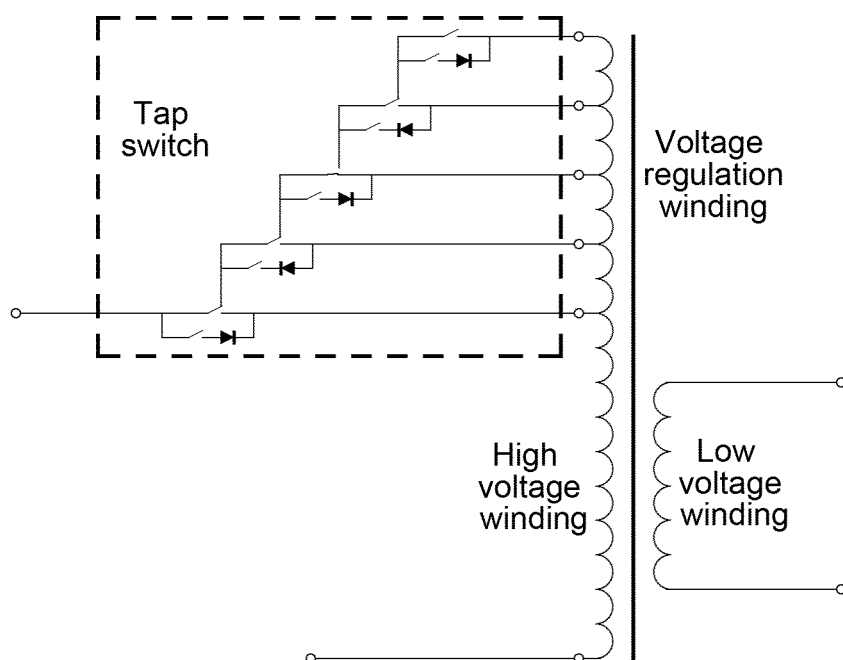 Tap
switch
Voltage
regulation
winding
High
voltage
winding
Low
voltage
winding